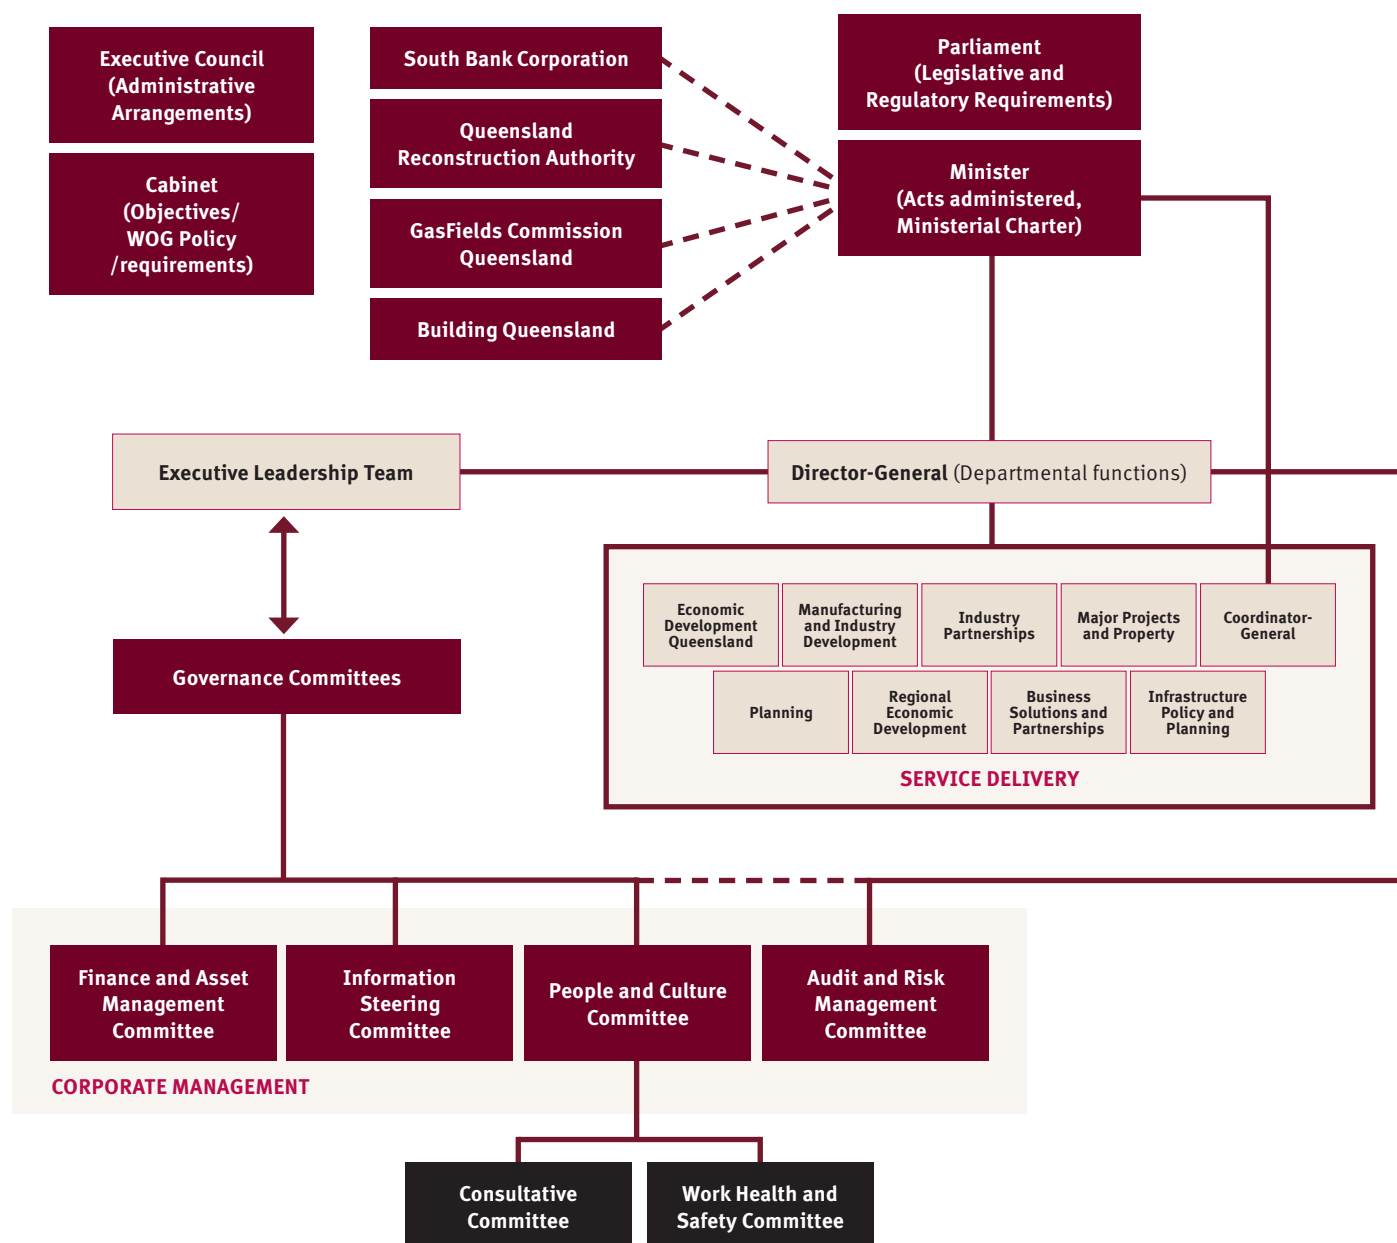 Executive Council
(Administrative
Arrangements)
Cabinet
(Objectives/
WOG Policy
/requirements)
South Bank Corporation
Queensland
Reconstruction Authority
GasFields Commission
Queensland
Building Queensland
Parliament
(Legislative and
Regulatory Requirements)
Minister
(Acts administered,
Ministerial Charter)
Executive Leadership Team
Director-General (Departmental functions)
Governance Committees
Economic
Development
Queensland
Manufacturing
and Industry
Development
Industry
Partnerships
Major Projects
and Property
Coordinator-
General
Planning
Regional
Economic
Development
Business
Solutions and
Partnerships
Infrastructure
Policy and
Planning
SERVICE DELIVERY
Finance and Asset
Management
Committee
Information
Steering
Committee
People and Culture
Committee
Audit and Risk
Management
Committee
CORPORATE MANAGEMENT
Consultative
Committee
Work Health and
Safety Committee